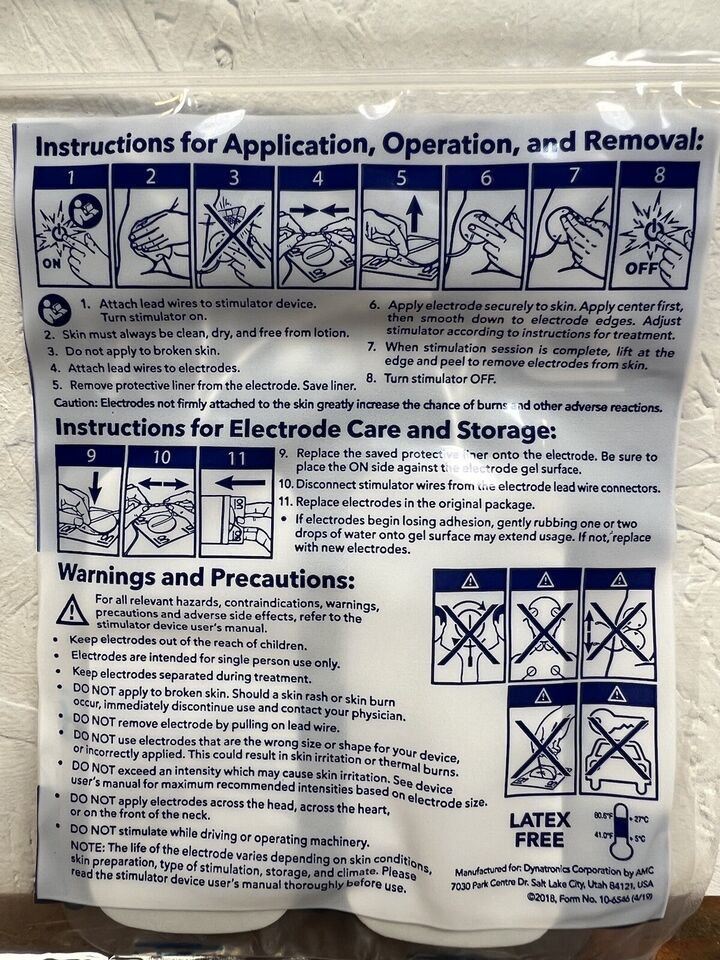 Instructions for Application, Operation, and Removal:
1 2 3 4 5 6 7 8
ON
OFF
1. Attach lead wires to stimulator device.
Turn stimulator on.
2. Skin must always be clean, dry, and free from lotion.
3. Do not apply to broken skin.
4. Attach lead wires to electrodes.
5. Remove protective liner from the electrode. Save liner.
6. Apply electrode securely to skin. Apply center first,
then smooth down to electrode edges. Adjust
stimulator according to instructions for treatment.
7. When stimulation session is complete, lift at the
edge and peel to remove electrodes from skin.
8. Turn stimulator OFF.
Caution: Electrodes not firmly attached to the skin greatly increase the chance of burns and other adverse reactions.
Instructions for Electrode Care and Storage:
9 10 11
9. Replace the saved protective liner onto the electrode. Be sure to
place the ON side against the electrode gel surface.
10. Disconnect stimulator wires from the electrode lead wire connectors.
11. Replace electrodes in the original package.
• If electrodes begin losing adhesion, gently rubbing one or two
drops of water onto gel surface may extend usage. If not, replace
with new electrodes.
Warnings and Precautions:
For all relevant hazards, contraindications, warnings,
precautions and adverse side effects, refer to the
stimulator device user's manual.
• Keep electrodes out of the reach of children.
• Electrodes are intended for single person use only.
• Keep electrodes separated during treatment.
• DO NOT apply to broken skin. Should a skin rash or skin burn
occur, immediately discontinue use and contact your physician.
• DO NOT remove electrode by pulling on lead wire.
• DO NOT use electrodes that are the wrong size or shape for your device,
or incorrectly applied. This could result in skin irritation or thermal burns.
• DO NOT exceed an intensity which may cause skin irritation. See device
user's manual for maximum recommended intensities based on electrode size.
• DO NOT apply electrodes across the head, across the heart,
or on the front of the neck.
• DO NOT stimulate while driving or operating machinery.
NOTE: The life of the electrode varies depending on skin conditions,
skin preparation, type of stimulation, storage, and climate. Please
read the stimulator device user's manual thoroughly before use.
LATEX
FREE
80.5°F 27°C
41.0°F 5°C
Manufactured for: Dynatronics Corporation by AMC
7030 Park Centre Dr. Salt Lake City, Utah 84121, USA
©2018, Form No. 10-6546 (4/19)